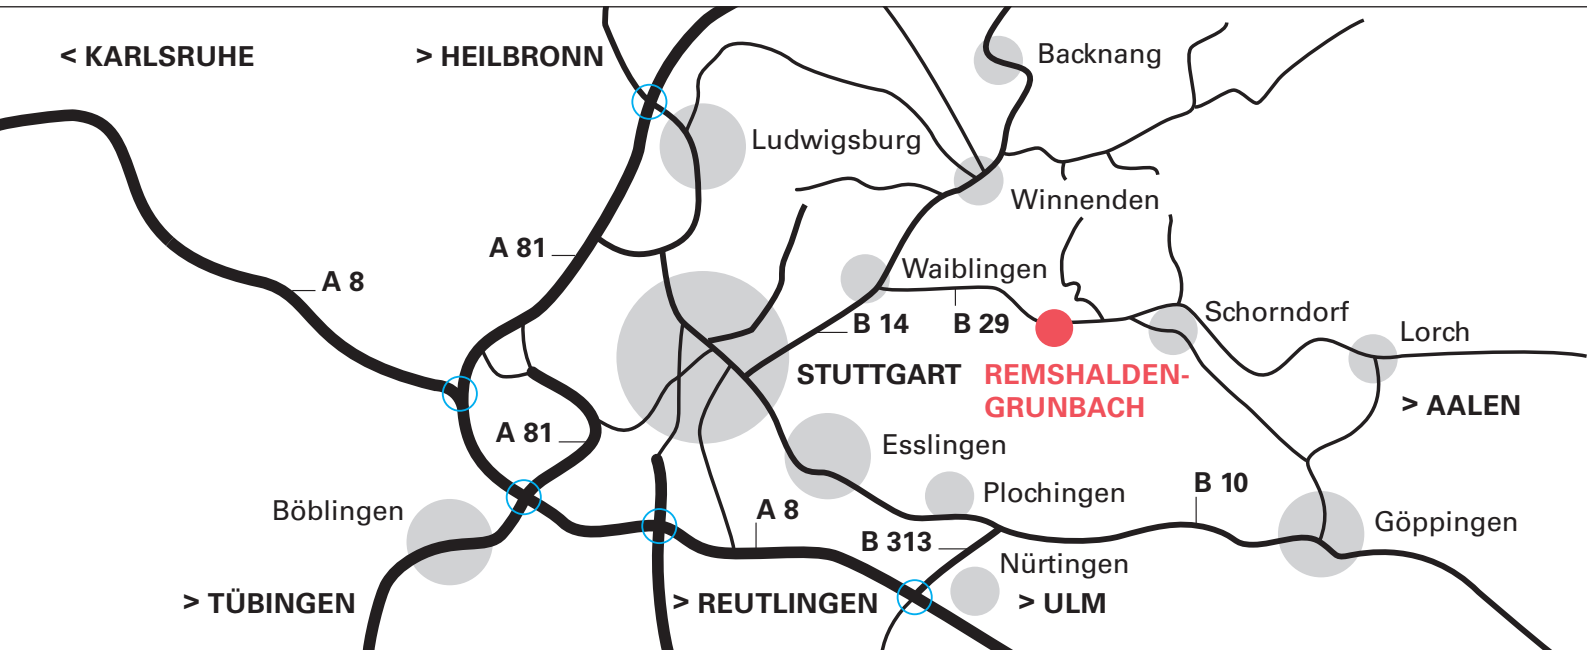 < KARLSRUHE
> HEILBRONN
Backnang
Ludwigsburg
Winnenden
A 81
Waiblingen
A 8
Schorndorf
B 14
B 29
Lorch
STUTTGART
REMSHALDEN-
GRUNBACH
> AALEN
A 81
Esslingen
B 10
Plochingen
Böblingen
A 8
Göppingen
B 313
Nürtingen
> TÜBINGEN
> REUTLINGEN
> ULM